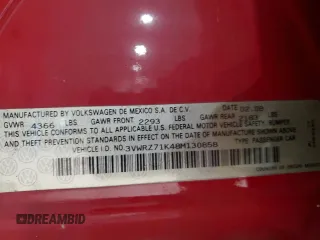 MANUFACTURED BY VOLKSWAGEN DE MEXICO S.A. DE C.V.
GVWR 4366 LBS GAWR FRONT 2293 LBS GAWR REAR LB
THIS VEHICLE CONFORMS TO ALL APPLICABLE FEDERAL MOTOR VEHICLE SAFETY, BUMPER,
AND THEFT PREVENTION STANDARDS IN EFFECT ON THE DATE OF MANUFACTURE SHOWN ABOVE.
VEHICLE I.D. NO.: TYPE PASSENGER CAR
DREAMBID